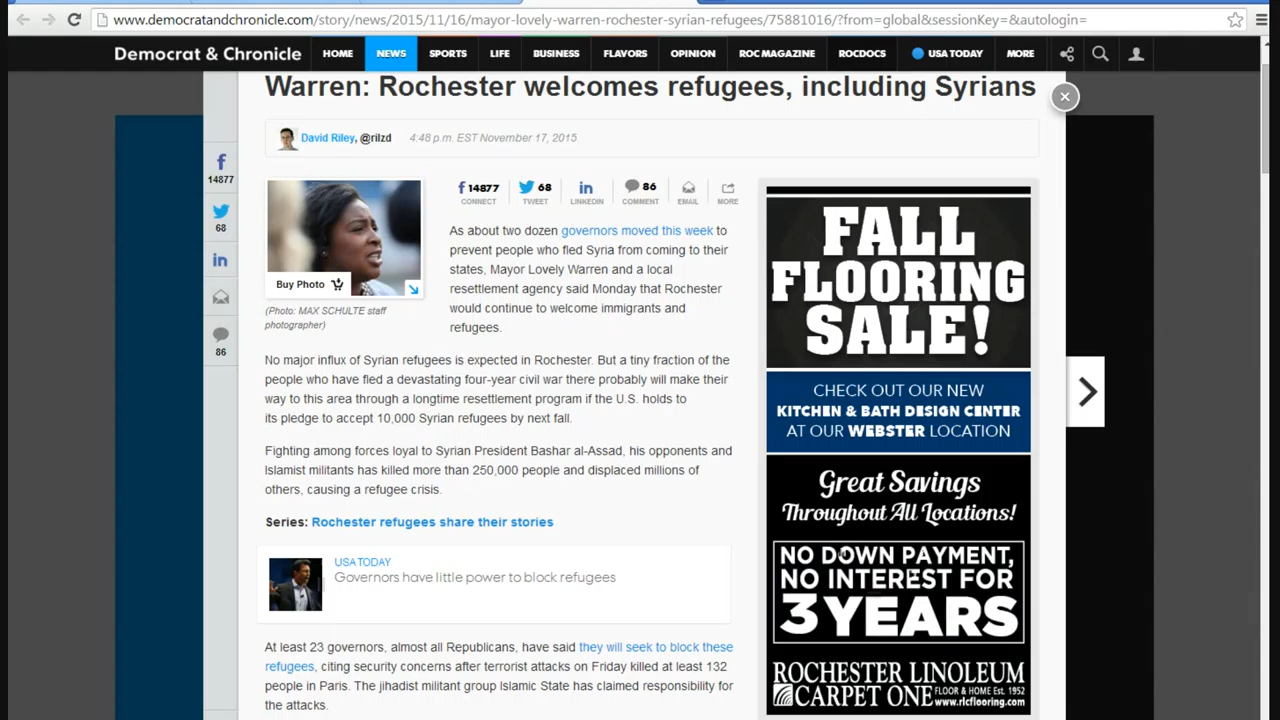 www.democratandchronicle.com/story/news/2015/11/16/mayor-lovely-warren-rochester-syrian-refugees/75881016/?from=global&sessionKey=&autologin=
Democrat & Chronicle HOME NEWS SPORTS LIFE BUSINESS FLAVORS OPINION ROC MAGAZINE ROCDOCS USA TODAY MORE
Warren: Rochester welcomes refugees, including Syrians
David Riley, @rilzd 4:48 p.m. EST November 17, 2015
14877
68
86
Buy Photo
(Photo: MAX SCHULTE staff
photographer)
14877 68 86
CONNECT TWEET LINKEDIN COMMENT EMAIL MORE
As about two dozen governors moved this week to
prevent people who fled Syria from coming to their
states, Mayor Lovely Warren and a local
resettlement agency said Monday that Rochester
would continue to welcome immigrants and
refugees.
No major influx of Syrian refugees is expected in Rochester. But a tiny fraction of the
people who have fled a devastating four-year civil war there probably will make their
way to this area through a longtime resettlement program if the U.S. holds to
its pledge to accept 10,000 Syrian refugees by next fall.
Fighting among forces loyal to Syrian President Bashar al-Assad, his opponents and
Islamist militants has killed more than 250,000 people and displaced millions of
others, causing a refugee crisis.
Series: Rochester refugees share their stories
USA TODAY
Governors have little power to block refugees
At least 23 governors, almost all Republicans, have said they will seek to block these
refugees, citing security concerns after terrorist attacks on Friday killed at least 132
people in Paris. The jihadist militant group Islamic State has claimed responsibility for
the attacks.
FALL
FLOORING
SALE!
CHECK OUT OUR NEW
KITCHEN & BATH DESIGN CENTER
AT OUR WEBSTER LOCATION
Great Savings
Throughout All Locations!
NO DOWN PAYMENT,
NO INTEREST FOR
3 YEARS
ROCHESTER LINOLEUM
CARPET ONE FLOOR & HOME Est. 1952
www.rlcflooring.com